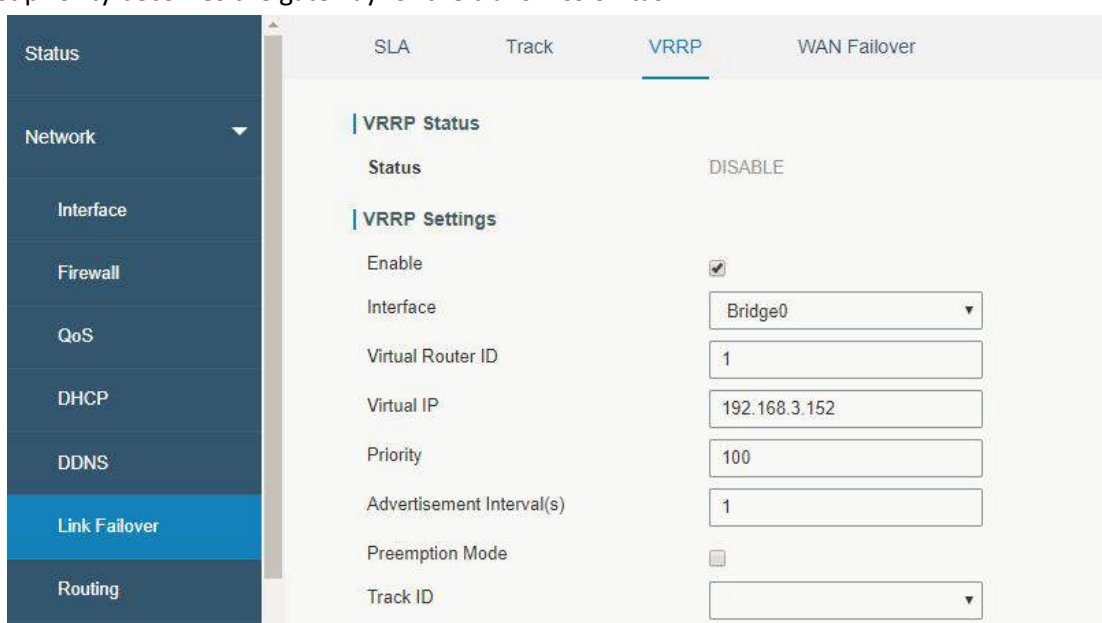 Status
Network
Interface
Firewall
QoS
DHCP
DDNS
Link Failover
Routing
SLA Track VRRP WAN Failover
VRRP Status
Status DISABLE
VRRP Settings
Enable
Interface Bridge0
Virtual Router ID 1
Virtual IP 192.168.3.152
Priority 100
Advertisement Interval(s) 1
Preemption Mode
Track ID